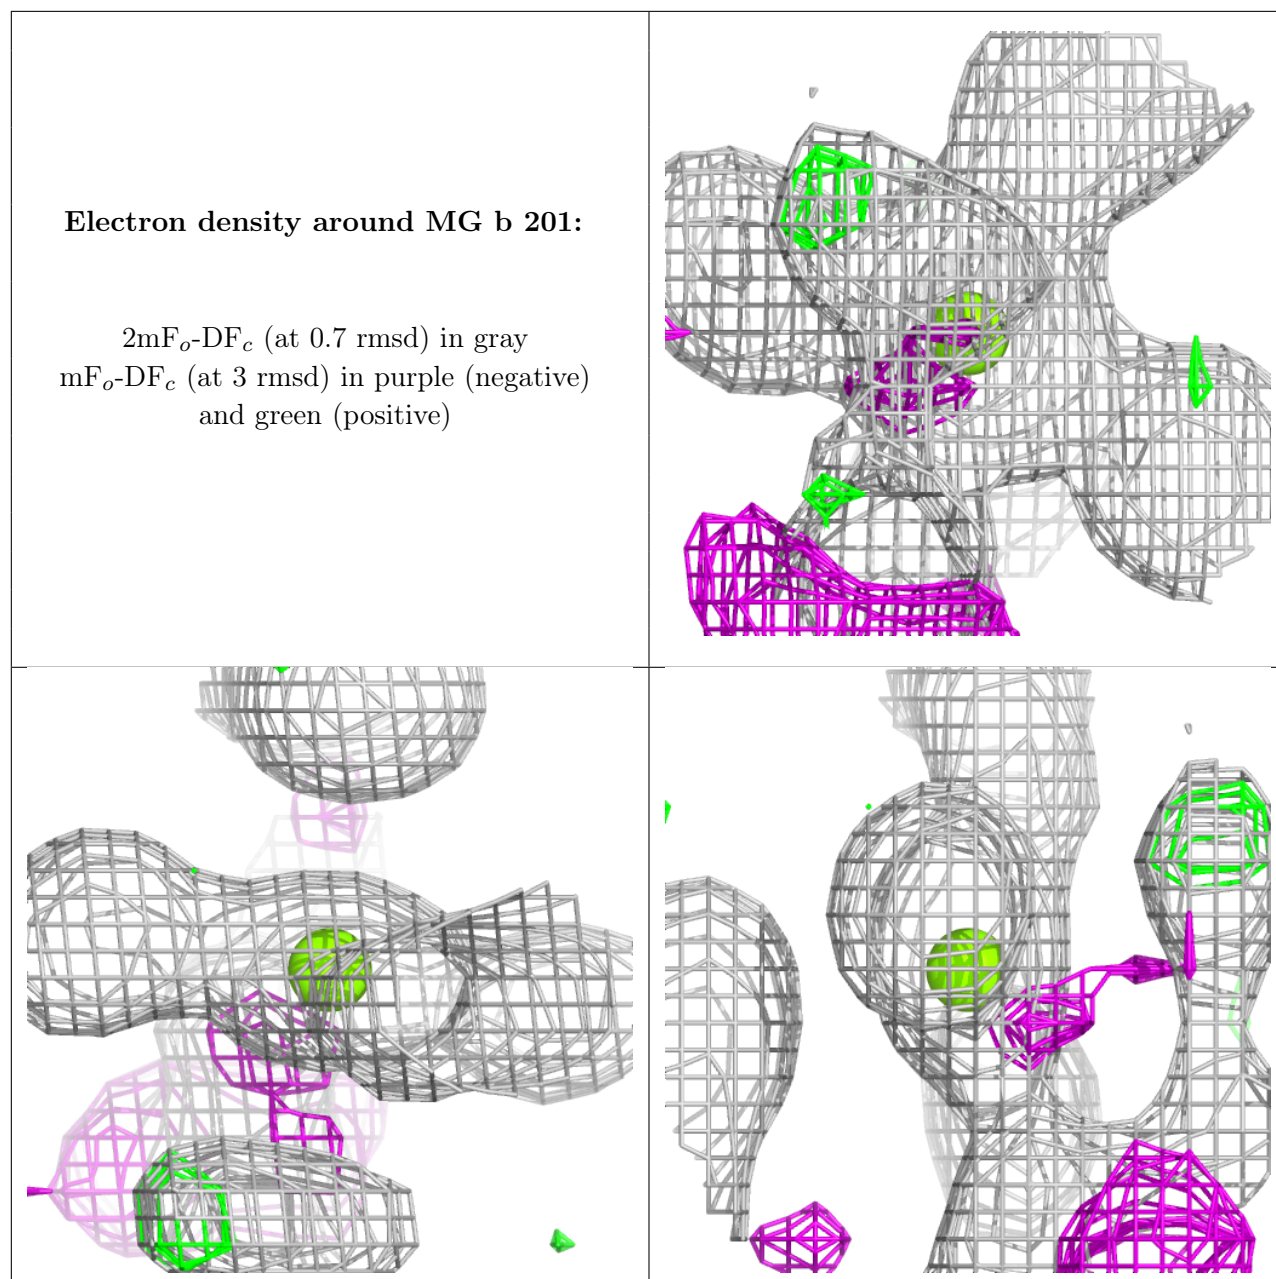 Electron density around MG b 201:
2mFo-DFc (at 0.7 rmsd) in gray
mFo-DFc (at 3 rmsd) in purple (negative)
and green (positive)